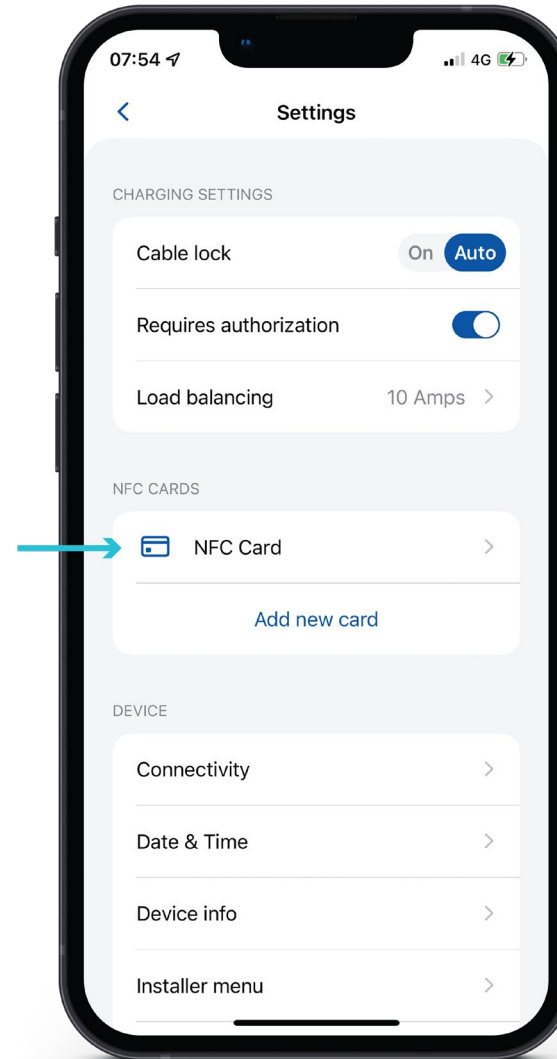 07:54
4G
Settings
CHARGING SETTINGS
Cable lock On Auto
Requires authorization
Load balancing 10 Amps
NFC CARDS
NFC Card
Add new card
DEVICE
Connectivity
Date & Time
Device info
Installer menu